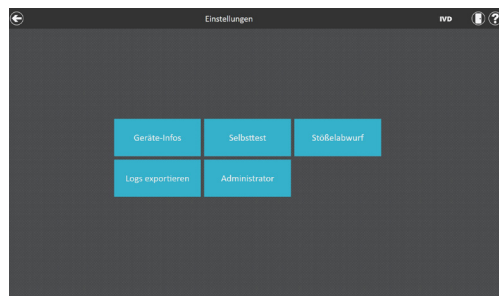 Einstellungen IVD ?
Geräte-Infos Selbsttest Stößelabwurf
Logs exportieren Administrator